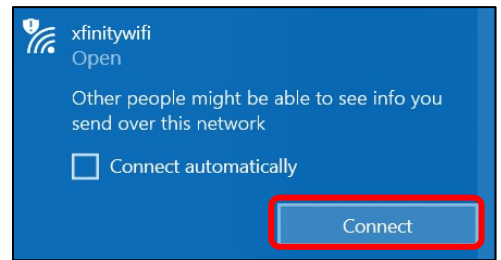 xfinitywifi
Open
Other people might be able to see info you
send over this network
Connect automatically
Connect